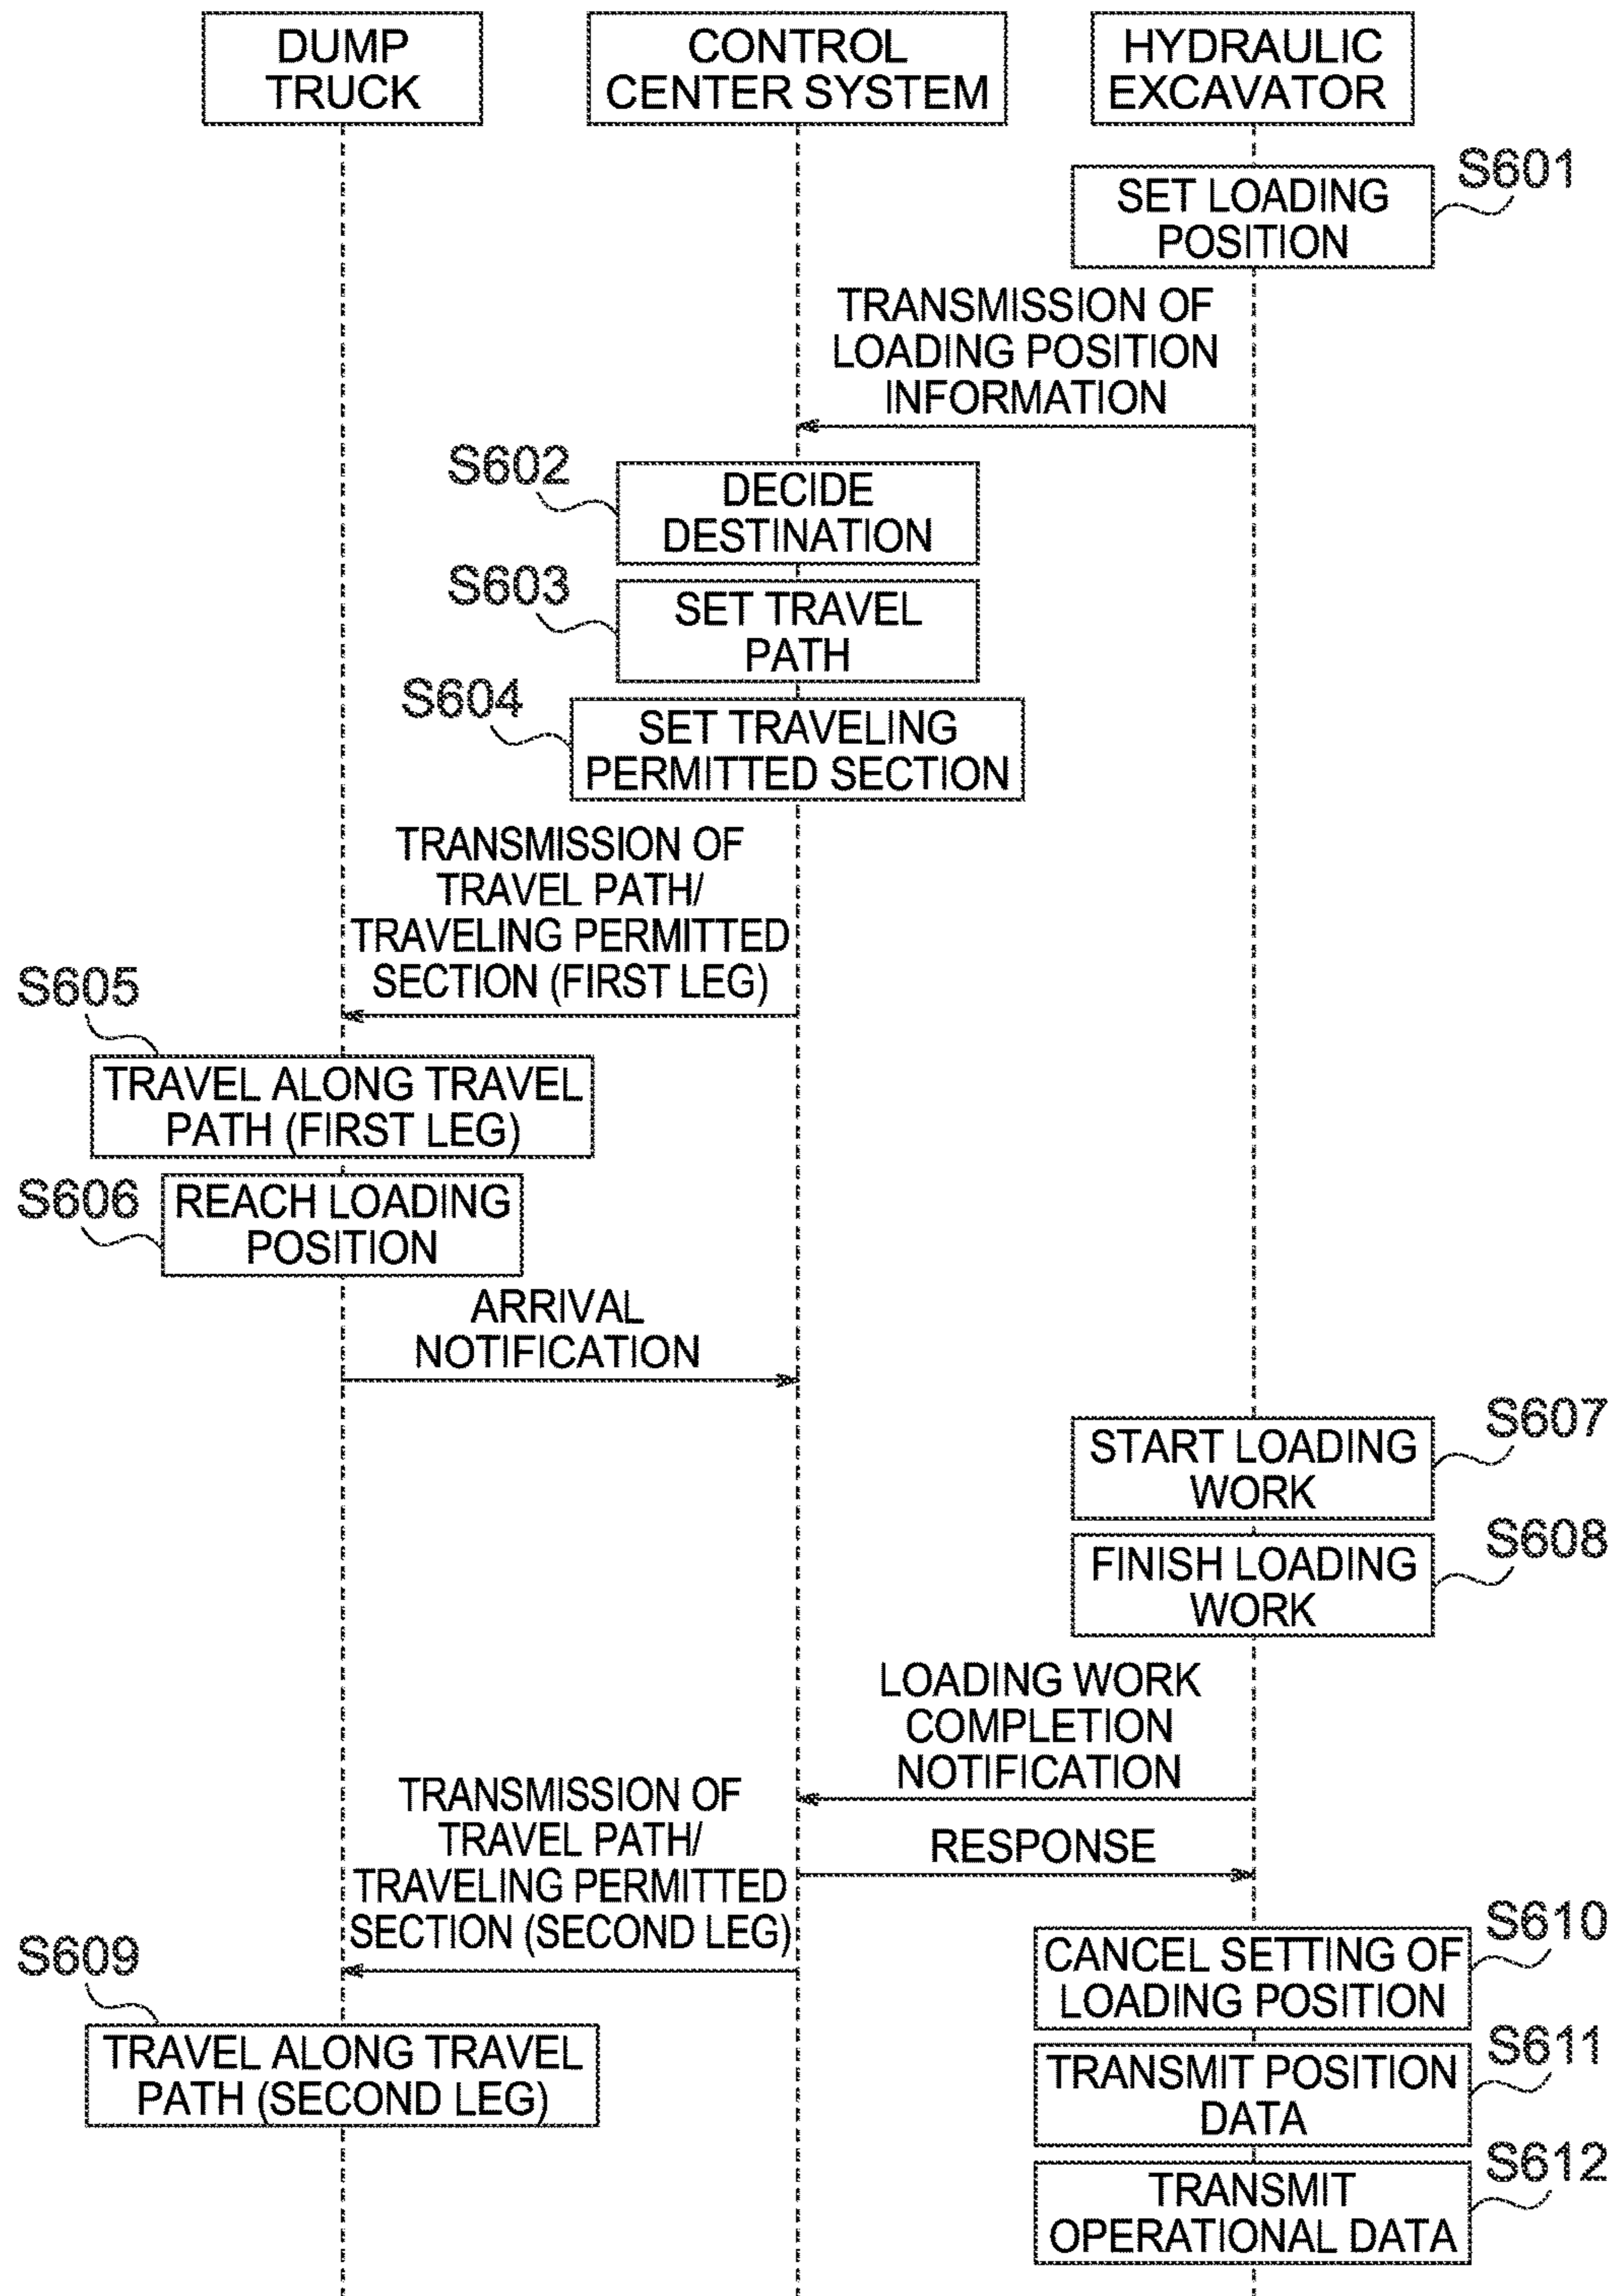 DUMP
TRUCK
CONTROL
CENTER SYSTEM
HYDRAULIC
EXCAVATOR
S601
SET LOADING
POSITION
TRANSMISSION OF
LOADING POSITION
INFORMATION
S602
DECIDE
DESTINATION
S603
SET TRAVEL
PATH
S604
SET TRAVELING
PERMITTED SECTION
TRANSMISSION OF
TRAVEL PATH/
TRAVELING PERMITTED
SECTION (FIRST LEG)
S605
TRAVEL ALONG TRAVEL
PATH (FIRST LEG)
S606
REACH LOADING
POSITION
ARRIVAL
NOTIFICATION
S607
START LOADING
WORK
S608
FINISH LOADING
WORK
LOADING WORK
COMPLETION
NOTIFICATION
TRANSMISSION OF
TRAVEL PATH/
TRAVELING PERMITTED
SECTION (SECOND LEG)
RESPONSE
S609
TRAVEL ALONG TRAVEL
PATH (SECOND LEG)
S610
CANCEL SETTING OF
LOADING POSITION
S611
TRANSMIT POSITION
DATA
S612
TRANSMIT
OPERATIONAL DATA